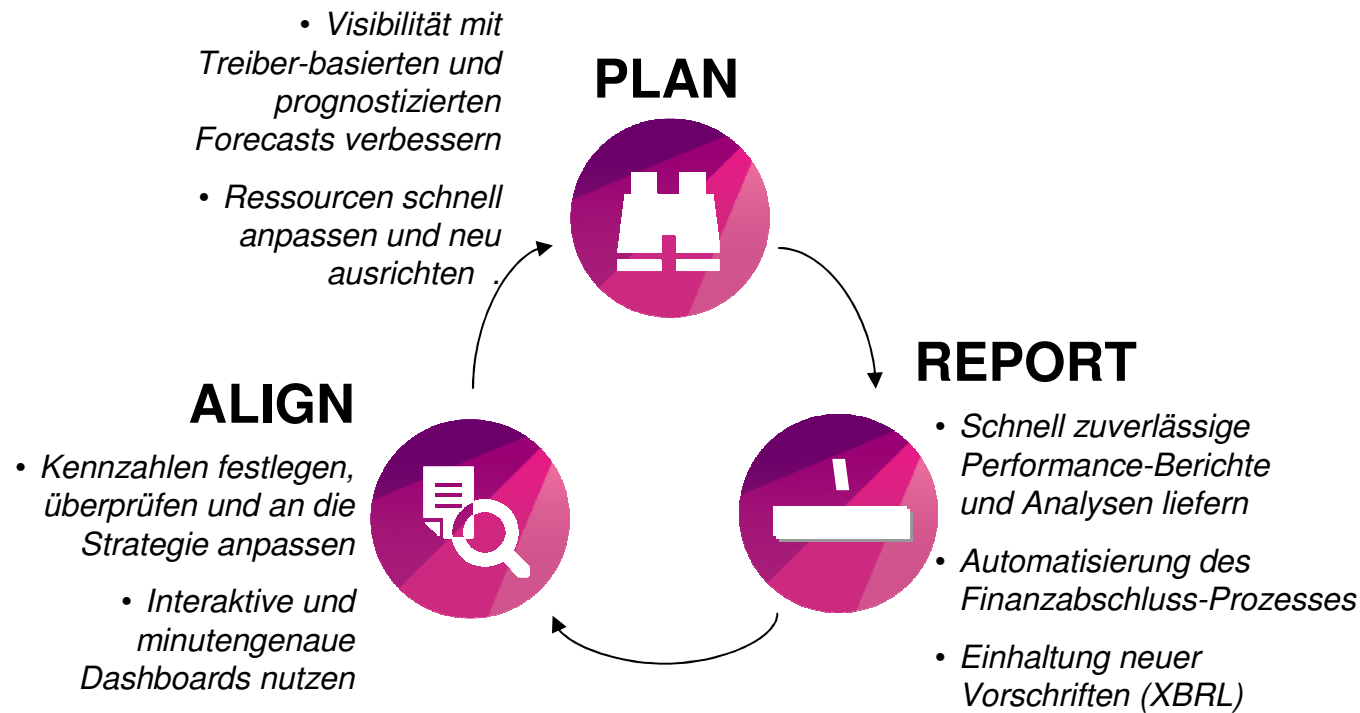 • Visibilität mit
Treiber-basierten und
prognostizierten
Forecasts verbessern
• Ressourcen schnell
anpassen und neu
ausrichten .
PLAN
REPORT
• Schnell zuverlässige
Performance-Berichte
und Analysen liefern
• Automatisierung des
Finanzabschluss-Prozesses
• Einhaltung neuer
Vorschriften (XBRL)
ALIGN
• Kennzahlen festlegen,
überprüfen und an die
Strategie anpassen
• Interaktive und
minutengenaue
Dashboards nutzen